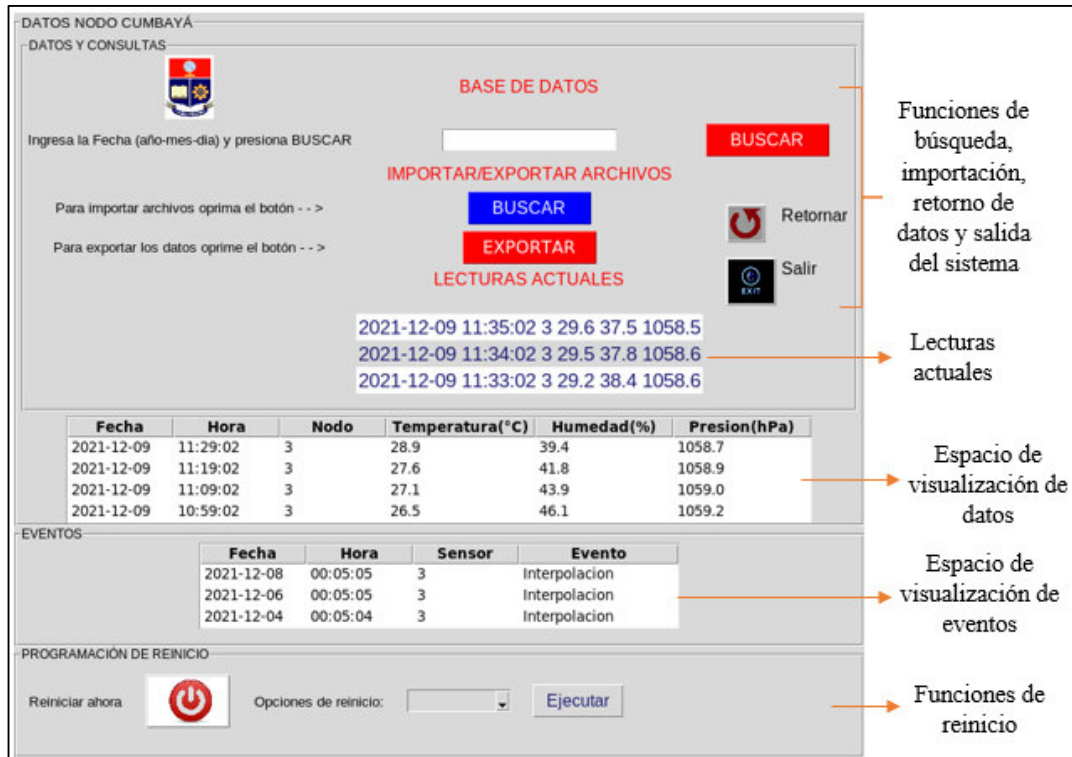 DATOS NODO CUMBAYÁ
DATOS Y CONSULTAS
BASE DE DATOS
Ingresa la Fecha (año-mes-dia) y presiona BUSCAR
BUSCAR
IMPORTAR/EXPORTAR ARCHIVOS
Para importar archivos oprima el botón - - >
BUSCAR
Retornar
Para exportar los datos oprime el botón - - >
EXPORTAR
LECTURAS ACTUALES
Salir
EXIT
2021-12-09 11:35:02 3 29.6 37.5 1058.5
2021-12-09 11:34:02 3 29.5 37.8 1058.6
2021-12-09 11:33:02 3 29.2 38.4 1058.6
Fecha Hora Nodo Temperatura(°C) Humedad(%) Presion(hPa)
2021-12-09 11:29:02 3 28.9 39.4 1058.7
2021-12-09 11:19:02 3 27.6 41.8 1058.9
2021-12-09 11:09:02 3 27.1 43.9 1059.0
2021-12-09 10:59:02 3 26.5 46.1 1059.2
EVENTOS
Fecha Hora Sensor Evento
2021-12-08 00:05:05 3 Interpolacion
2021-12-06 00:05:05 3 Interpolacion
2021-12-04 00:05:04 3 Interpolacion
PROGRAMACIÓN DE REINICIO
Reiniciar ahora
Opciones de reinicio:
Ejecutar
Funciones de
búsqueda,
importación,
retorno de
datos y salida
del sistema
Lecturas
actuales
Espacio de
visualización de
datos
Espacio de
visualización de
eventos
Funciones de
reinicio